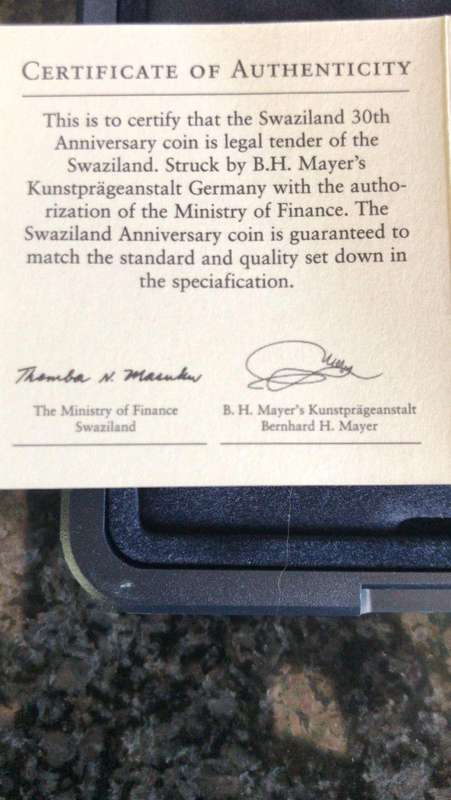 CERTIFICATE OF AUTHENTICITY
This is to certify that the Swaziland 30th
Anniversary coin is legal tender of the
Swaziland. Struck by B.H. Mayer's
Kunstprägeanstalt Germany with the autho-
rization of the Ministry of Finance. The
Swaziland Anniversary coin is guaranteed to
match the standard and quality set down in
the speciafication.
Themba N. Masuku
The Ministry of Finance
Swaziland
B. H. Mayer's Kunstprägeanstalt
Bernhard H. Mayer